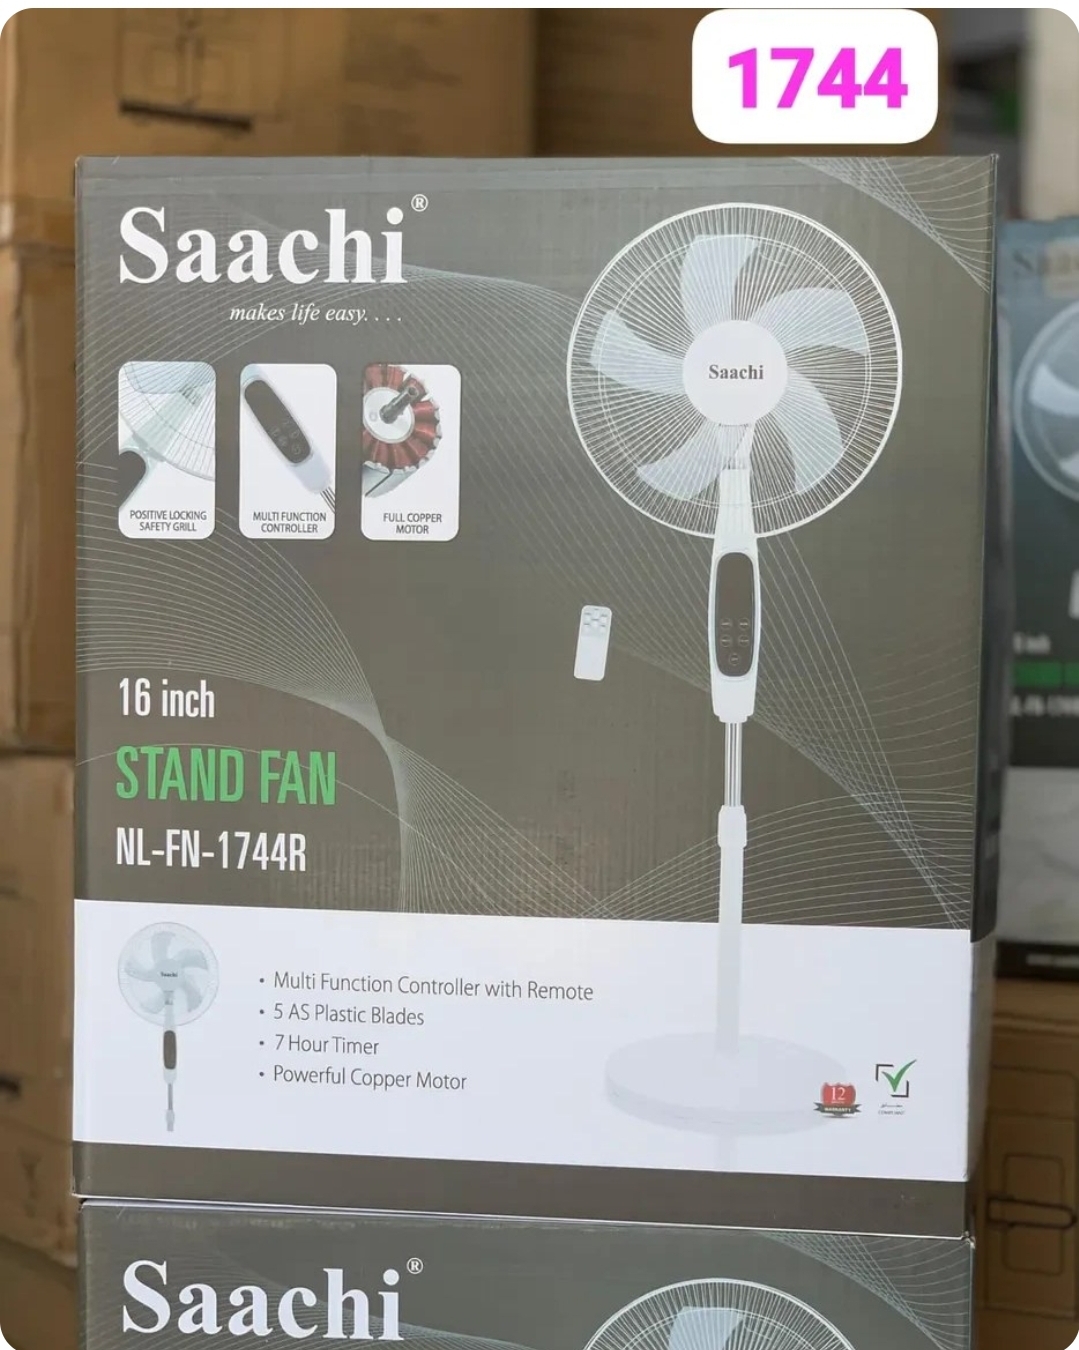 1744
Saachi®
makes life easy. . . .
Saachi
POSITIVE LOCKING
SAFETY GRILL
MULTI FUNCTION
CONTROLLER
FULL COPPER
MOTOR
16 inch
STAND FAN
NL-FN-1744R
Saachi
• Multi Function Controller with Remote
• 5 AS Plastic Blades
• 7 Hour Timer
• Powerful Copper Motor
12
WARRANTY
Saachi®